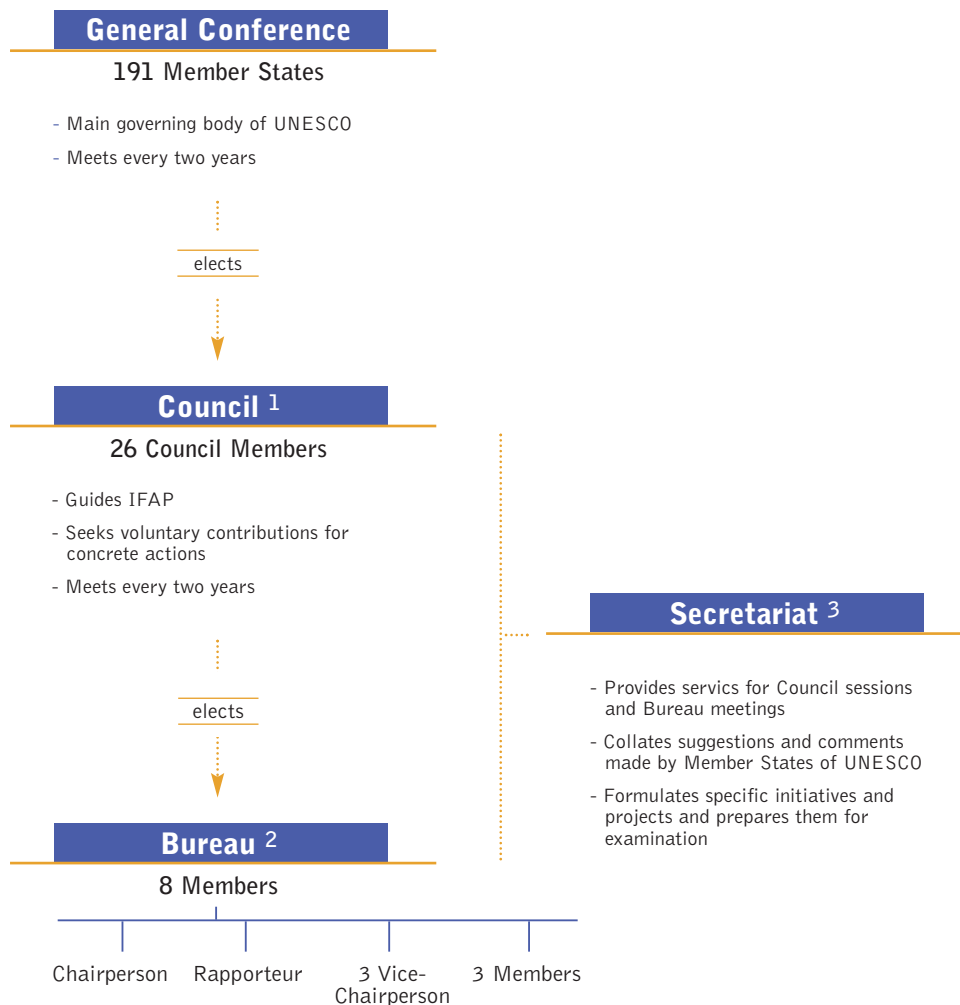 General Conference
191 Member States
- Main governing body of UNESCO
- Meets every two years
elects
Council 1
26 Council Members
- Guides IFAP
- Seeks voluntary contributions for
concrete actions
- Meets every two years
elects
Bureau 2
8 Members
Chairperson
Rapporteur
3 Vice-
Chairperson
3 Members
Secretariat 3
- Provides servics for Council sessions
and Bureau meetings
- Collates suggestions and comments
made by Member States of UNESCO
- Formulates specific initiatives and
projects and prepares them for
examination